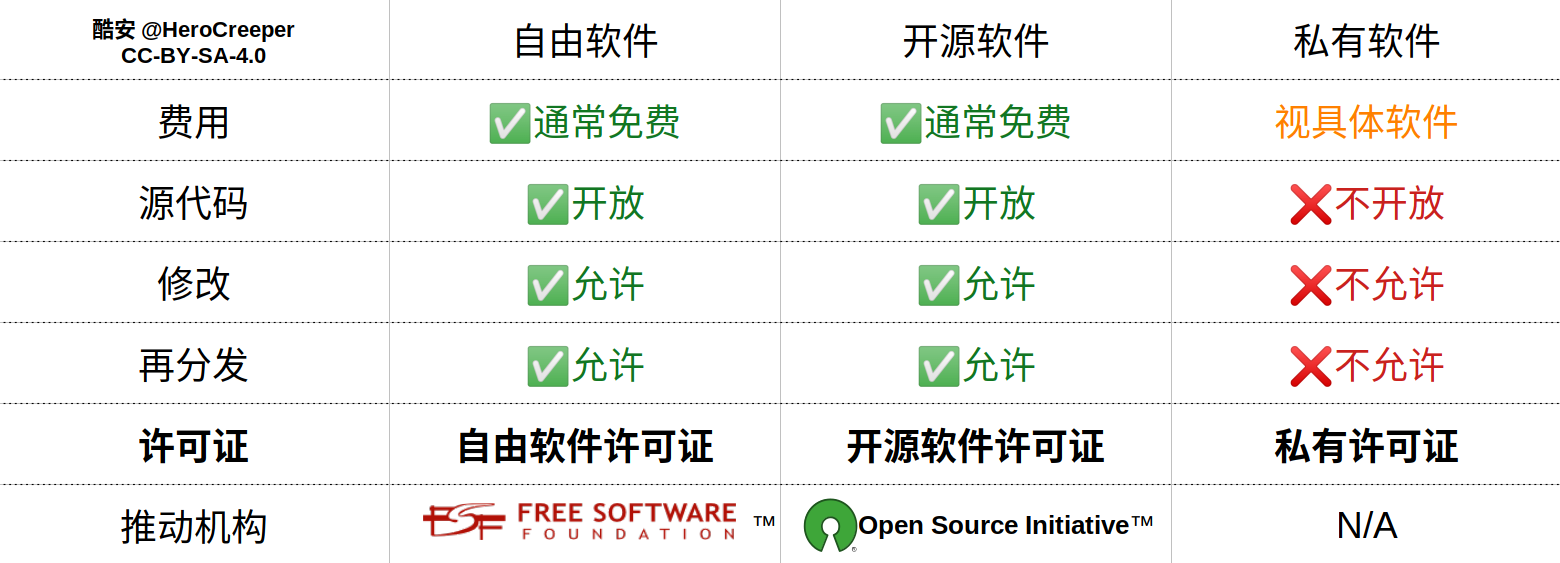 酷安 @HeroCreeper
CC-BY-SA-4.0
自由软件
开源软件
私有软件
费用
✅通常免费
✅通常免费
视具体软件
源代码
✅开放
✅开放
❌不开放
修改
✅允许
✅允许
❌不允许
再分发
✅允许
✅允许
❌不允许
许可证
自由软件许可证
开源软件许可证
私有许可证
推动机构
FSF FREE SOFTWARE
FOUNDATION ™
Open Source Initiative™
®
N/A